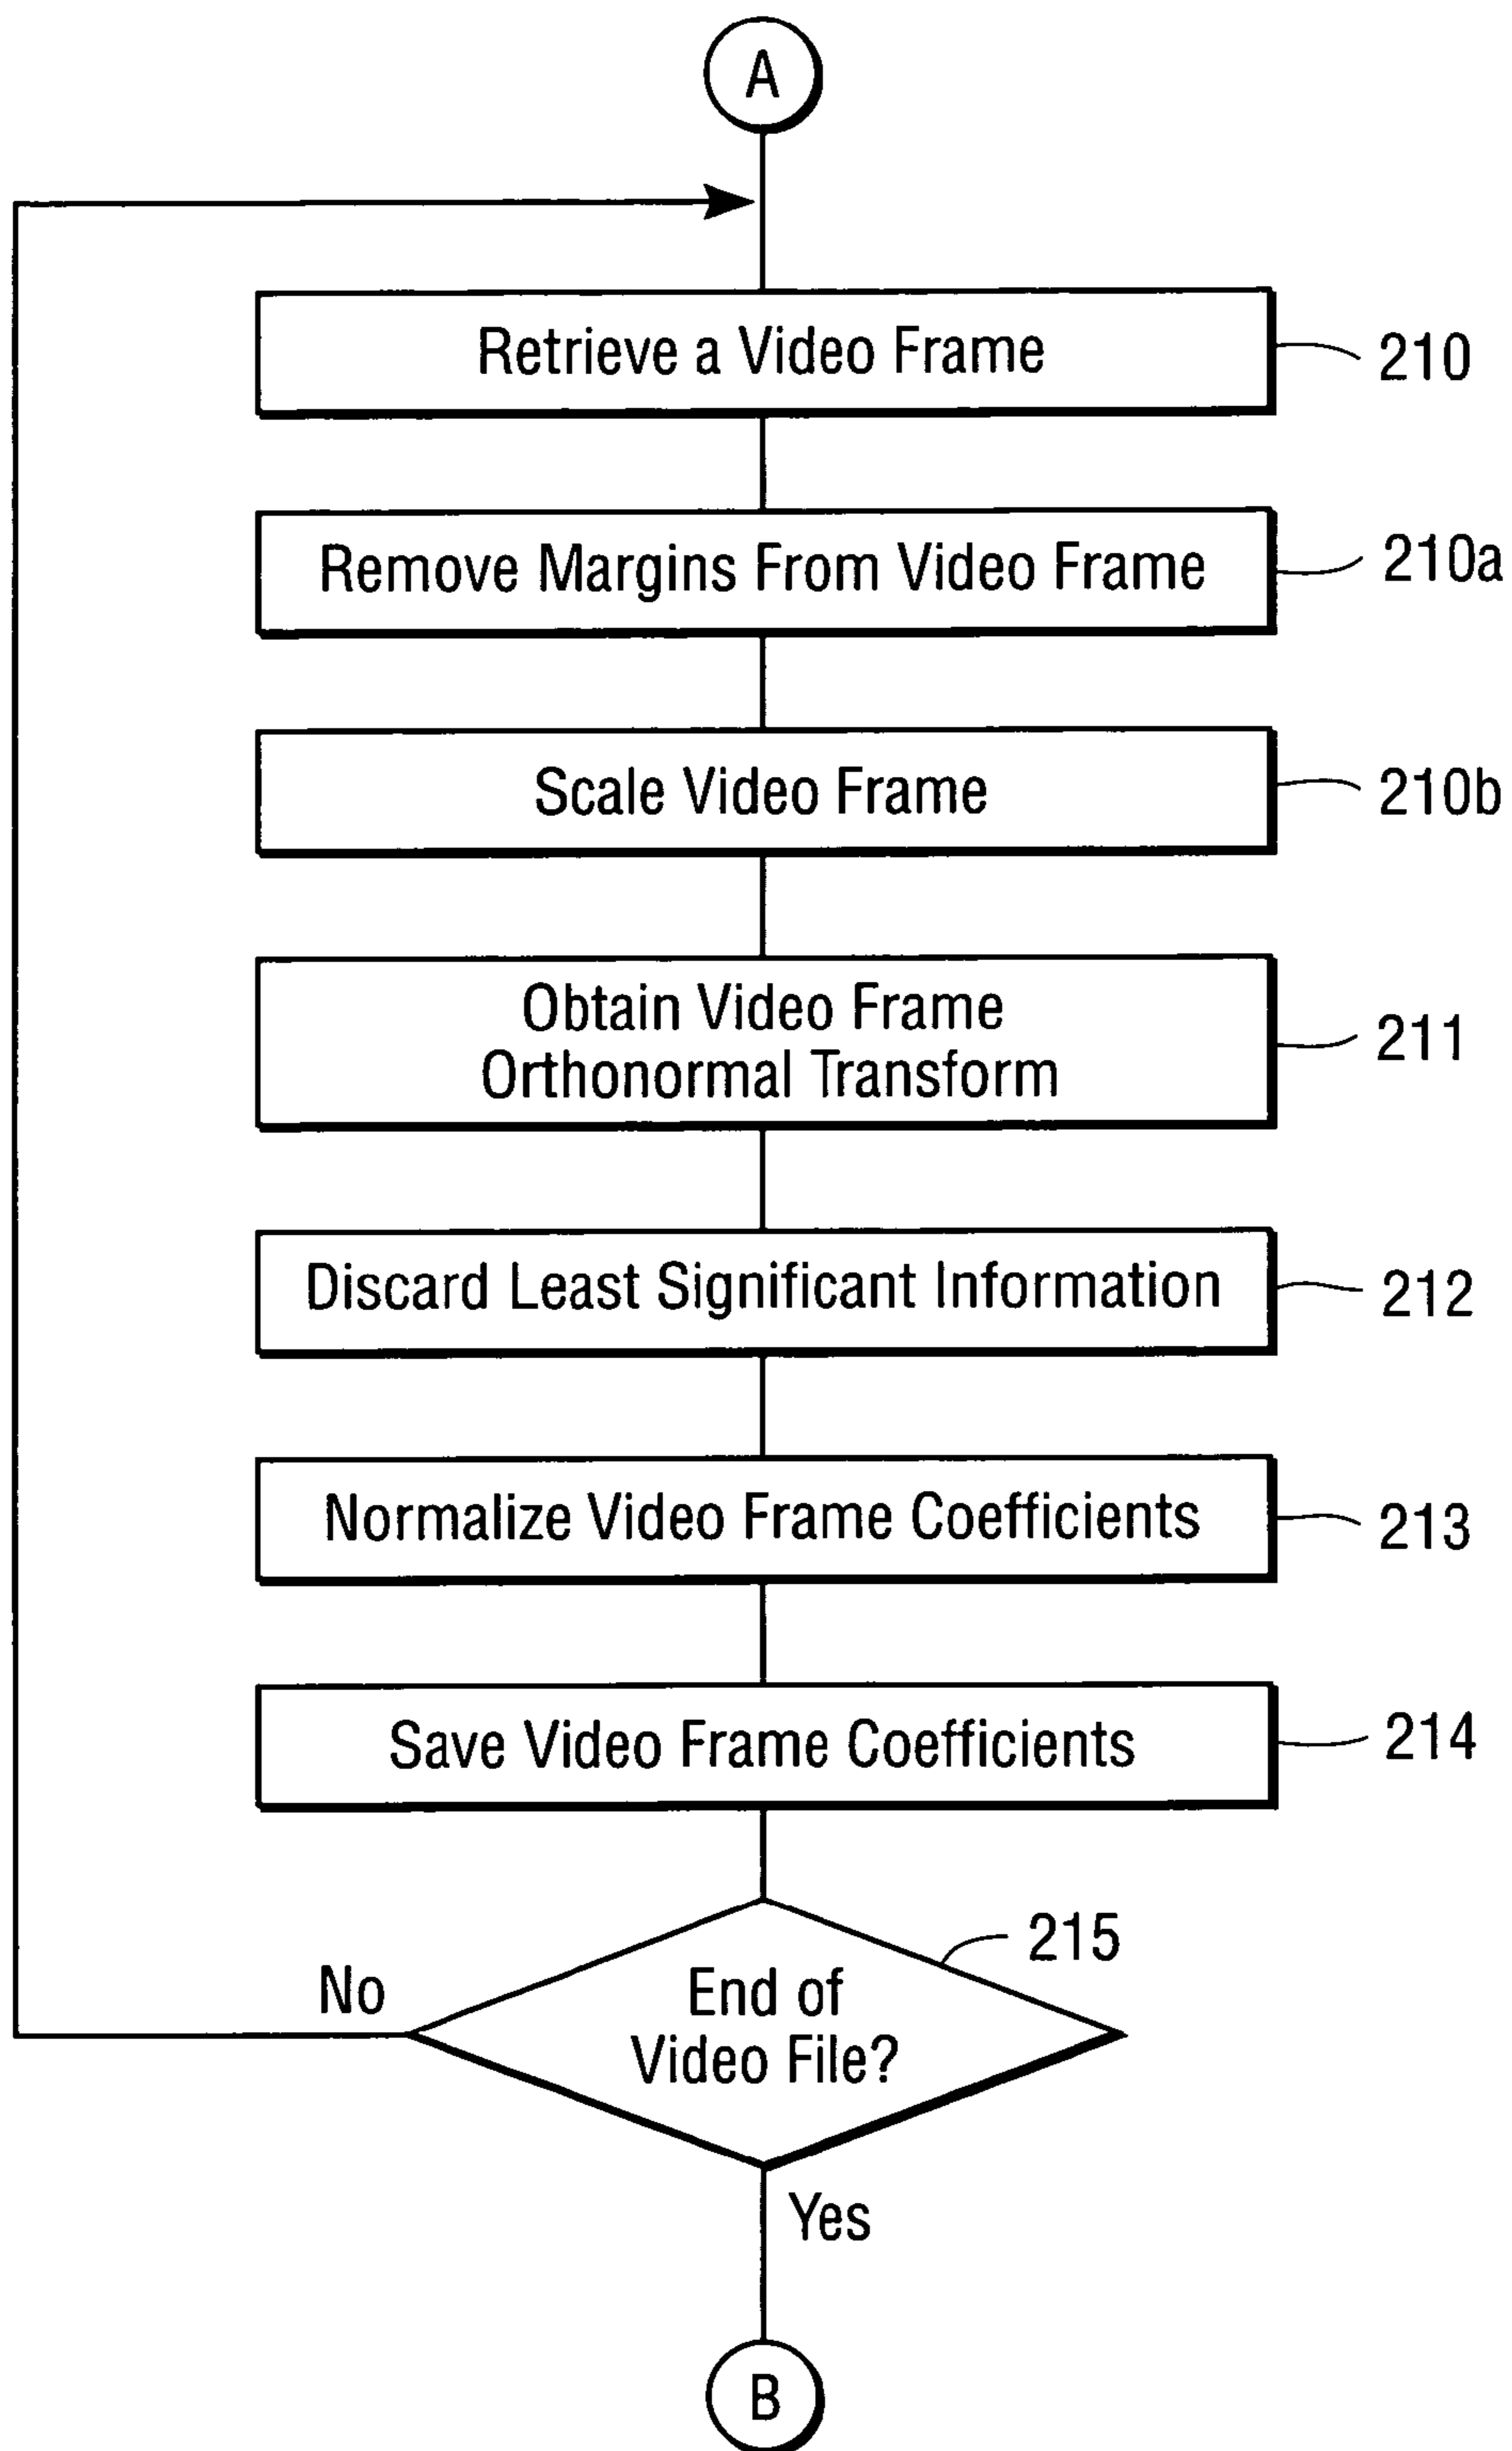 A
Retrieve a Video Frame
210
Remove Margins From Video Frame
210a
Scale Video Frame
210b
Obtain Video Frame
Orthonormal Transform
211
Discard Least Significant Information
212
Normalize Video Frame Coefficients
213
Save Video Frame Coefficients
214
215
No
End of
Video File?
Yes
B